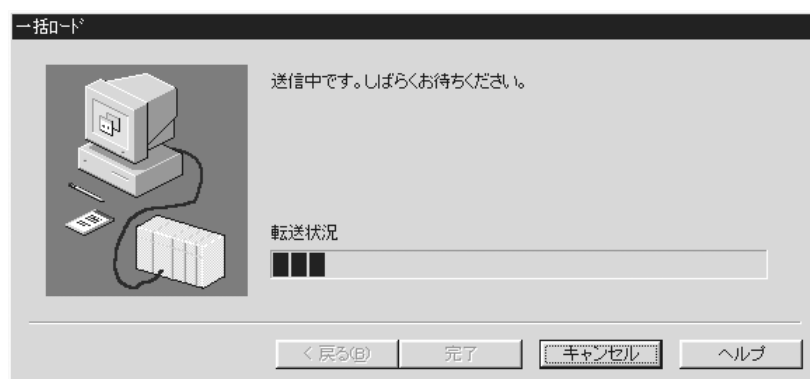 一括ﾛｰﾄﾞ
送信中です。しばらくお待ちください。
転送状況
< 戻る(B)
完了
キャンセル
ヘルプ